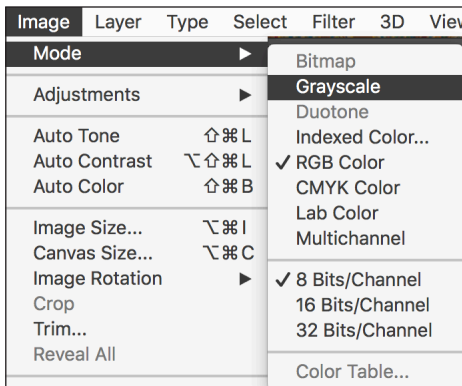 Image Layer Type Select Filter 3D View
Mode ▶
Adjustments ▶
Auto Tone ⇧⌘L
Auto Contrast ⌥⇧⌘L
Auto Color ⇧⌘B
Image Size... ⌥⌘I
Canvas Size... ⌥⌘C
Image Rotation ▶
Crop
Trim...
Reveal All
Bitmap
Grayscale
Duotone
Indexed Color...
✓ RGB Color
CMYK Color
Lab Color
Multichannel
✓ 8 Bits/Channel
16 Bits/Channel
32 Bits/Channel
Color Table...